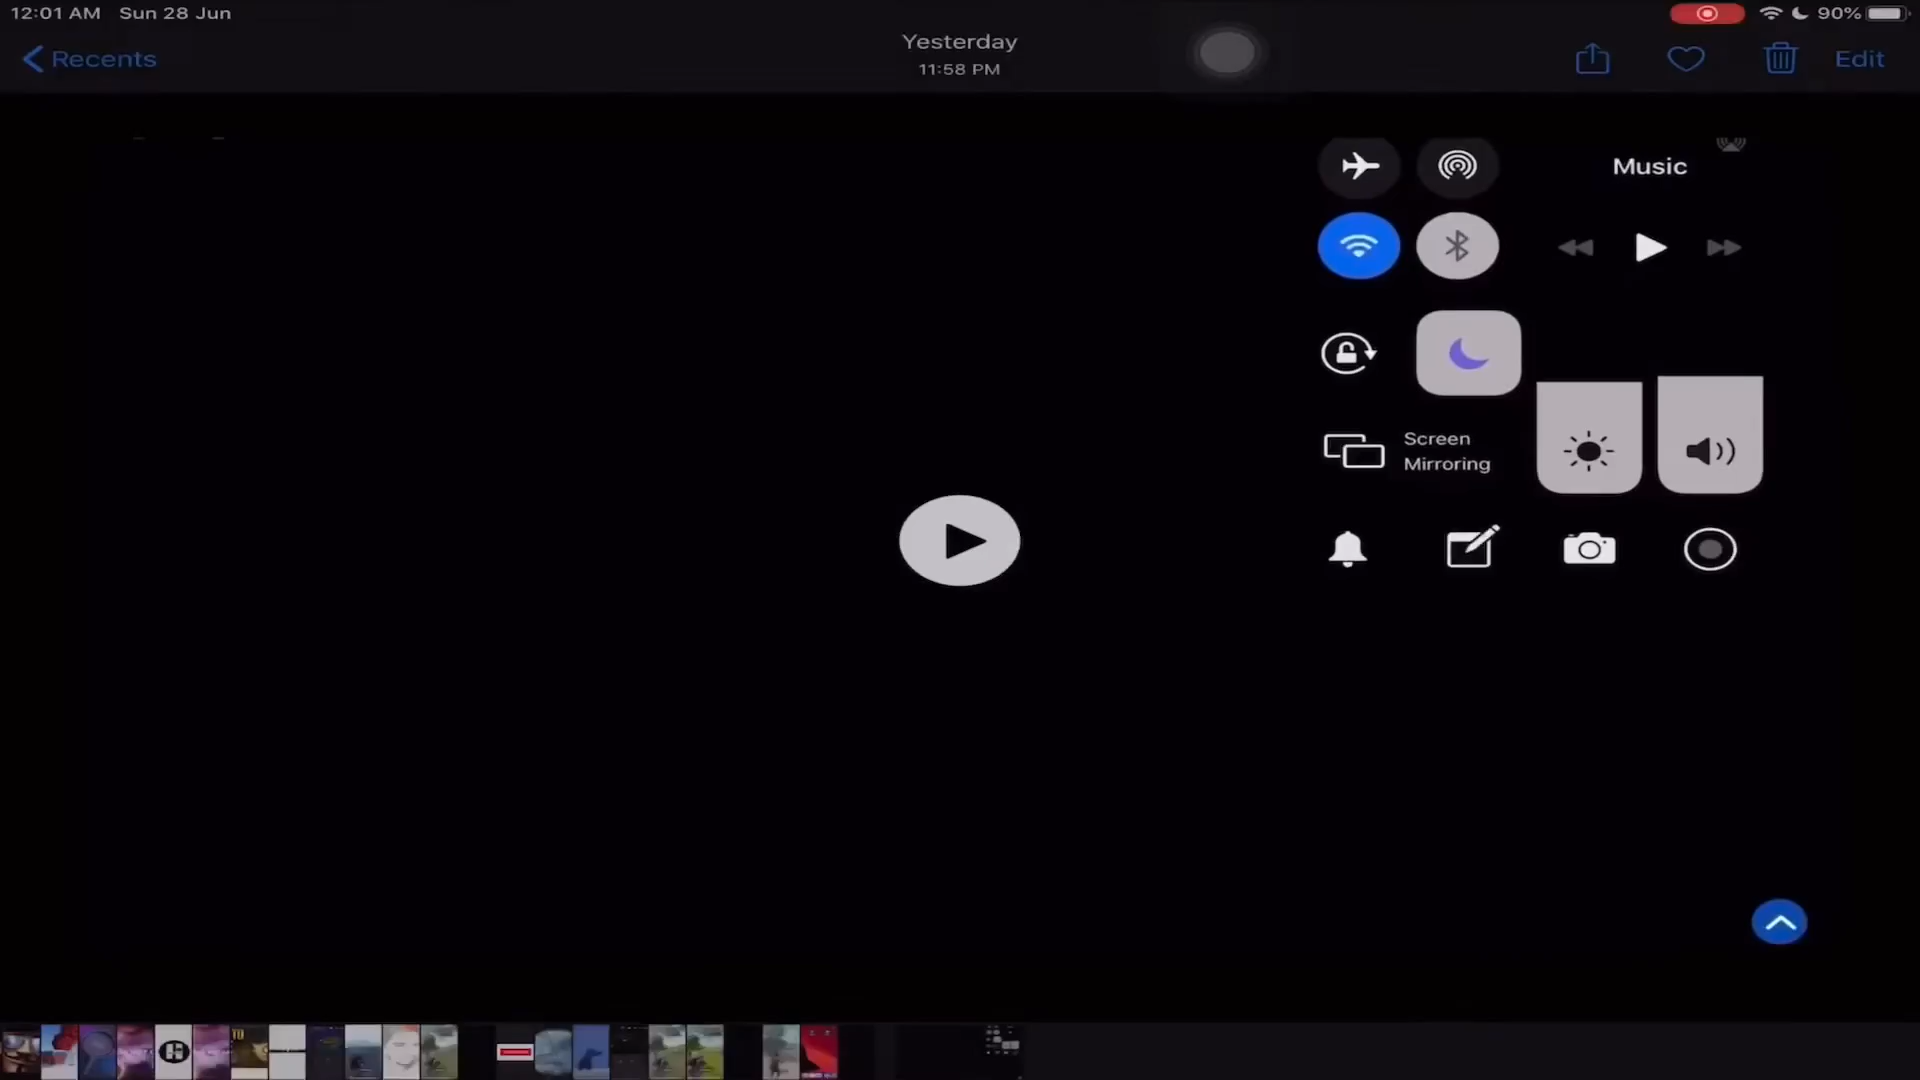 12:01 AM Sun 28 Jun
90%
Recents
Yesterday
11:58 PM
Edit
Music
Screen
Mirroring